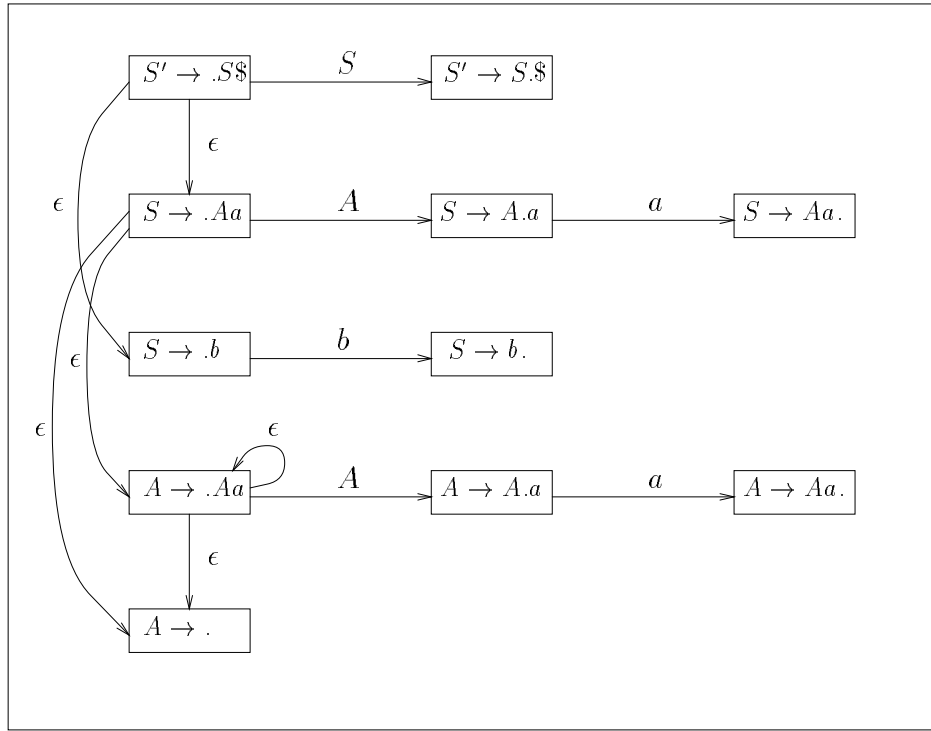 S′ → .S$ S S′ → S.$
ϵ
ϵ
S → .Aa A S → A.a a S → Aa.
S → .b b S → b.
ϵ
ϵ
ϵ
A → .Aa A A → A.a a A → Aa.
ϵ
A → .